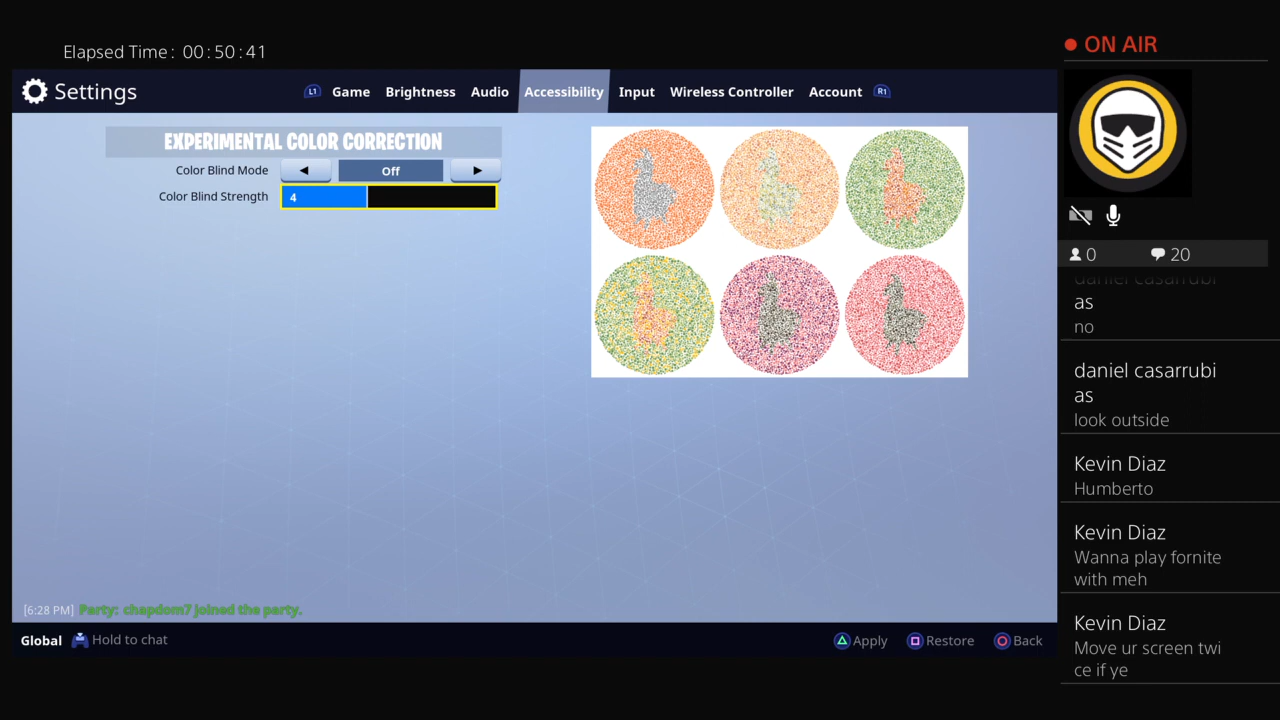 Elapsed Time: 00:50:41
ON AIR
Settings
L1 Game Brightness Audio Accessibility Input Wireless Controller Account R1
EXPERIMENTAL COLOR CORRECTION
Color Blind Mode Off
Color Blind Strength 4
0 20
daniel casarrubi
as
no
daniel casarrubi
as
look outside
Kevin Diaz
Humberto
Kevin Diaz
Wanna play fornite
with meh
Kevin Diaz
Move ur screen twi
ce if ye
[6:28 PM] Party: chapdom7 joined the party.
Global Hold to chat
Apply Restore Back